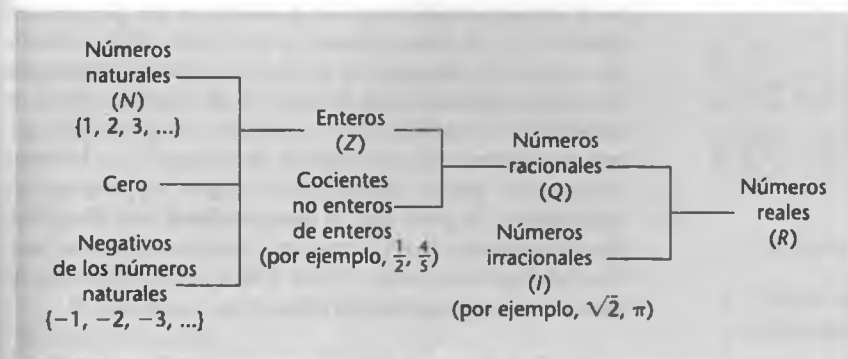 Números
naturales
(N)
{1, 2, 3, ...}
Cero
Negativos
de los números
naturales
{−1, −2, −3, ...}
Enteros
(Z)
Cocientes
no enteros
de enteros
(por ejemplo, 1/2, 4/5)
Números
racionales
(Q)
Números
irracionales
(I)
(por ejemplo, √2, π)
Números
reales
(R)